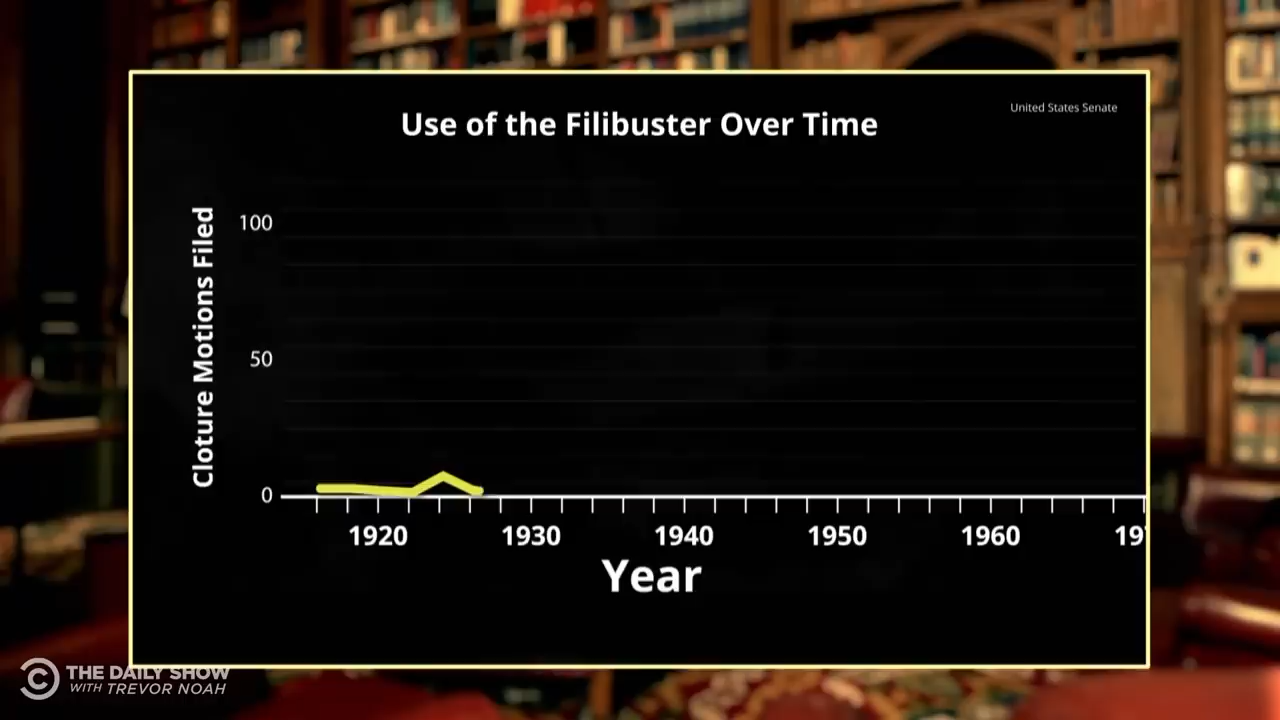 United States Senate
Use of the Filibuster Over Time
Cloture Motions Filed
100
50
0
1920 1930 1940 1950 1960 19
Year
THE DAILY SHOW
WITH TREVOR NOAH